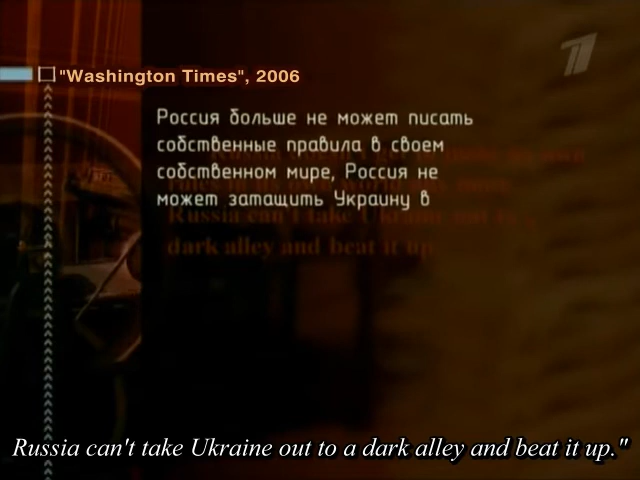 "Washington Times", 2006
Россия больше не может писать
собственные правила в своем
собственном мире, Россия не
может затащить Украину в
Russia can't take Ukraine out to a
dark alley and beat it up
Russia can't take Ukraine out to a dark alley and beat it up."